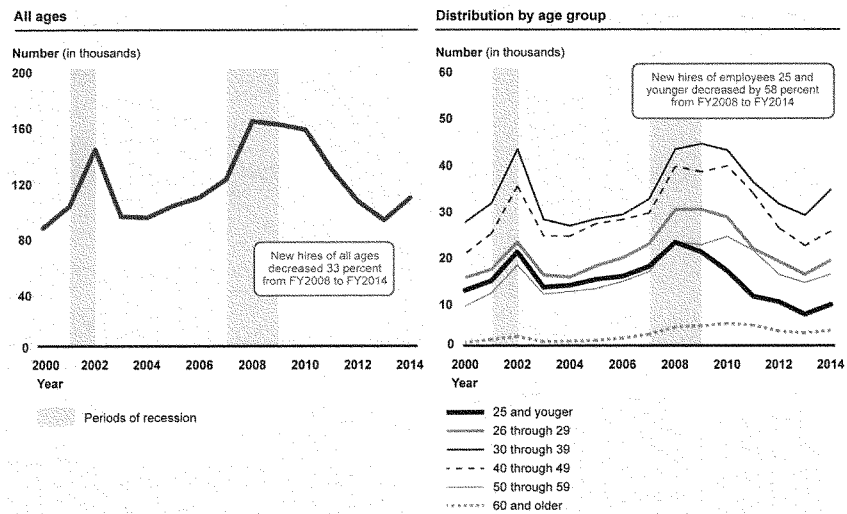 All ages
Number (in thousands)
200
160
120
80
40
0
New hires of all ages
decreased 33 percent
from FY2008 to FY2014
2000 2002 2004 2006 2008 2010 2012 2014
Year
Periods of recession
Distribution by age group
Number (in thousands)
60
50
40
30
20
10
0
New hires of employees 25 and
younger decreased by 58 percent
from FY2008 to FY2014
2000 2002 2004 2006 2008 2010 2012 2014
Year
25 and youger
26 through 29
30 through 39
40 through 49
50 through 59
60 and older